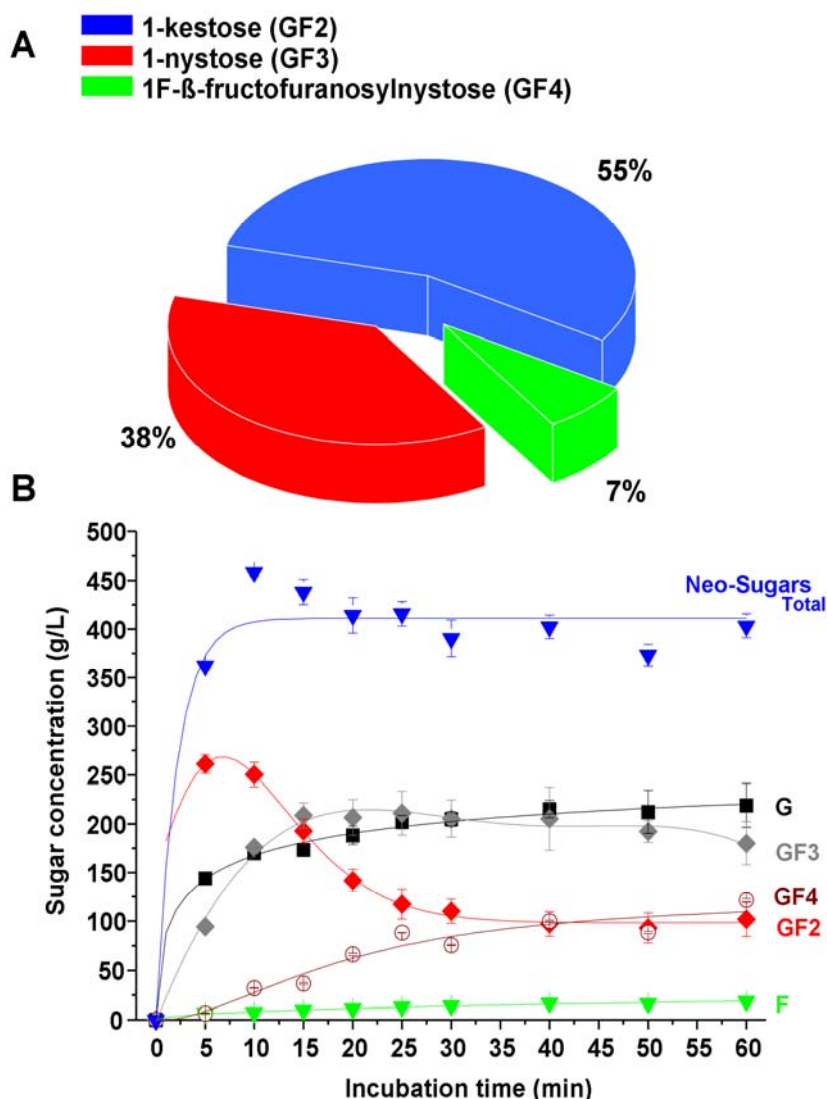 A
1-kestose (GF2)
1-nystose (GF3)
1F-ß-fructofuranosylnystose (GF4)
55%
38%
7%
B
Sugar concentration (g/L)
500
450
400
350
300
250
200
150
100
50
0
Neo-Sugars Total
G
GF3
GF4
GF2
F
0 5 10 15 20 25 30 40 45 50 55 60
Incubation time (min)